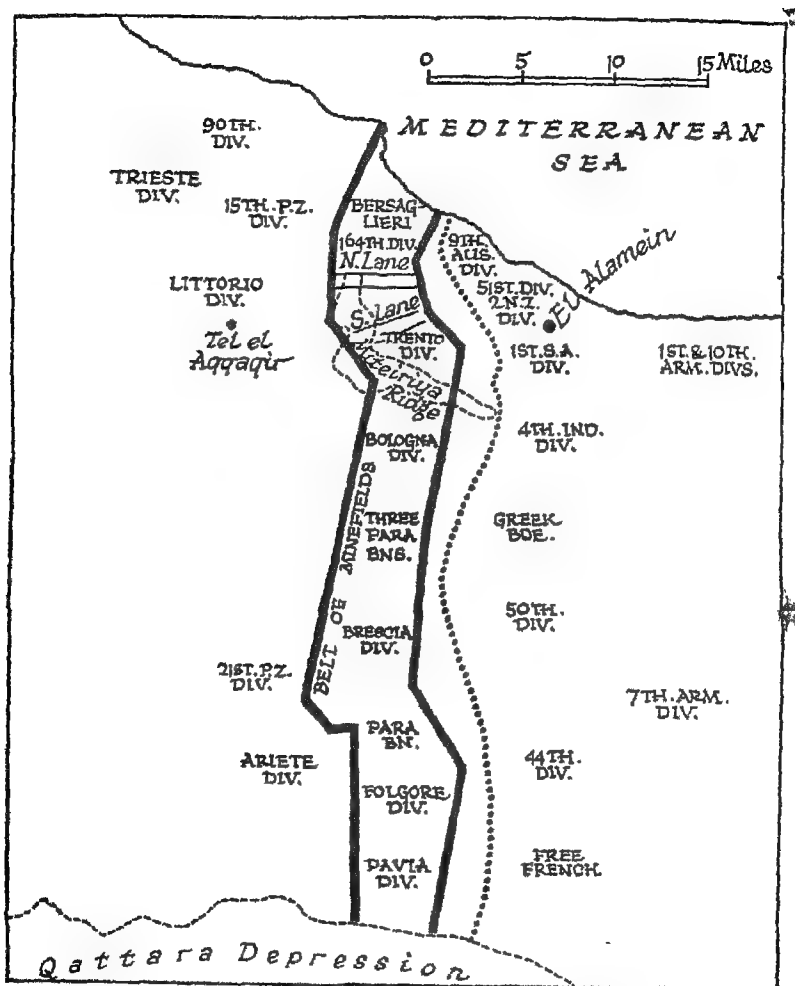 0 5 10 15 Miles
MEDITERRANEAN
SEA
90TH.
DIV.
TRIESTE
DIV.
15TH. P.Z.
DIV.
BERSAG-
LIERI
164TH. DIV.
N. Lane
9TH.
AUS.
DIV.
LITTORIO
DIV.
51ST. DIV.
2 N.Z.
DIV.
El Alamein
S. Lane
Tel el
Aqqaqir
TRENTO
DIV.
1ST. S.A.
DIV.
1ST. & 10TH.
ARM. DIVS.
Miteiriya
Ridge
4TH. IND.
DIV.
BOLOGNA
DIV.
BELT OF MINEFIELDS
THREE
PARA
BNS.
GREEK
BDE.
50TH.
DIV.
BRESCIA
DIV.
21ST. P.Z.
DIV.
7TH. ARM.
DIV.
PARA
BN.
ARIETE
DIV.
44TH.
DIV.
FOLGORE
DIV.
FREE
FRENCH
PAVIA
DIV.
Qattara Depression